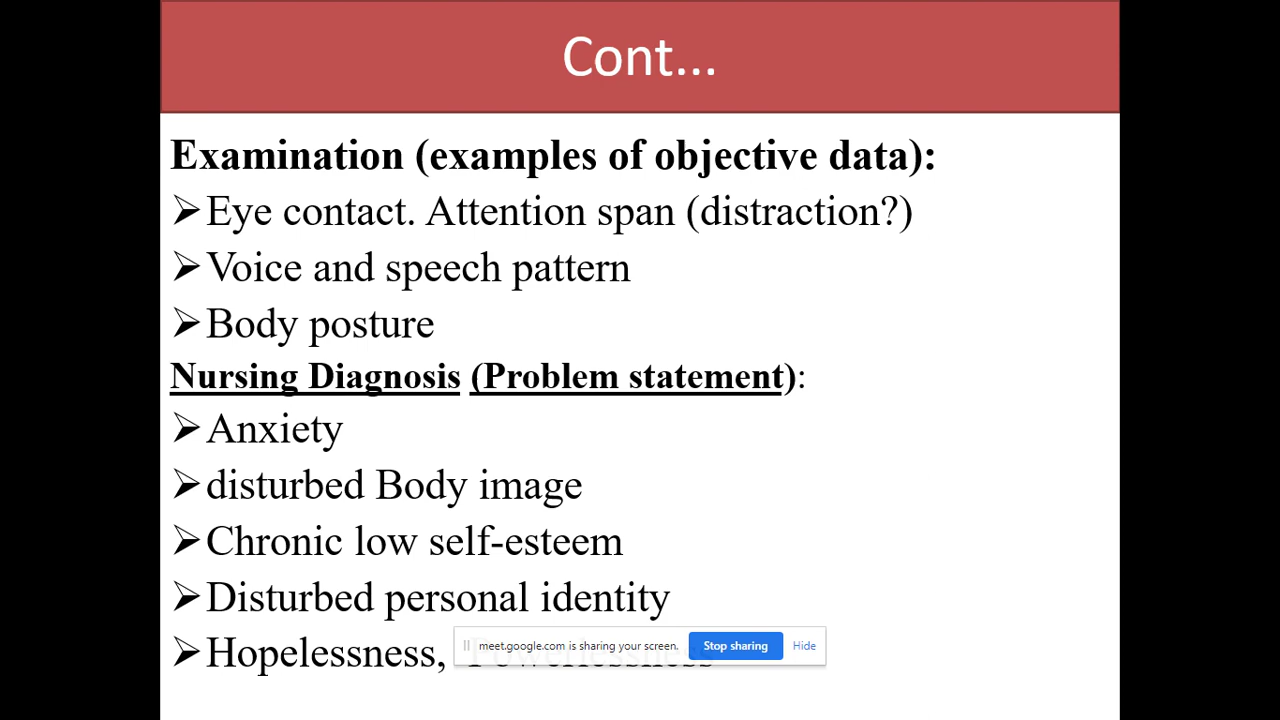 Cont...
Examination (examples of objective data):
➢Eye contact. Attention span (distraction?)
➢Voice and speech pattern
➢Body posture
Nursing Diagnosis (Problem statement):
➢Anxiety
➢disturbed Body image
➢Chronic low self-esteem
➢Disturbed personal identity
➢Hopelessness, Powerlessness
meet.google.com is sharing your screen. Stop sharing Hide